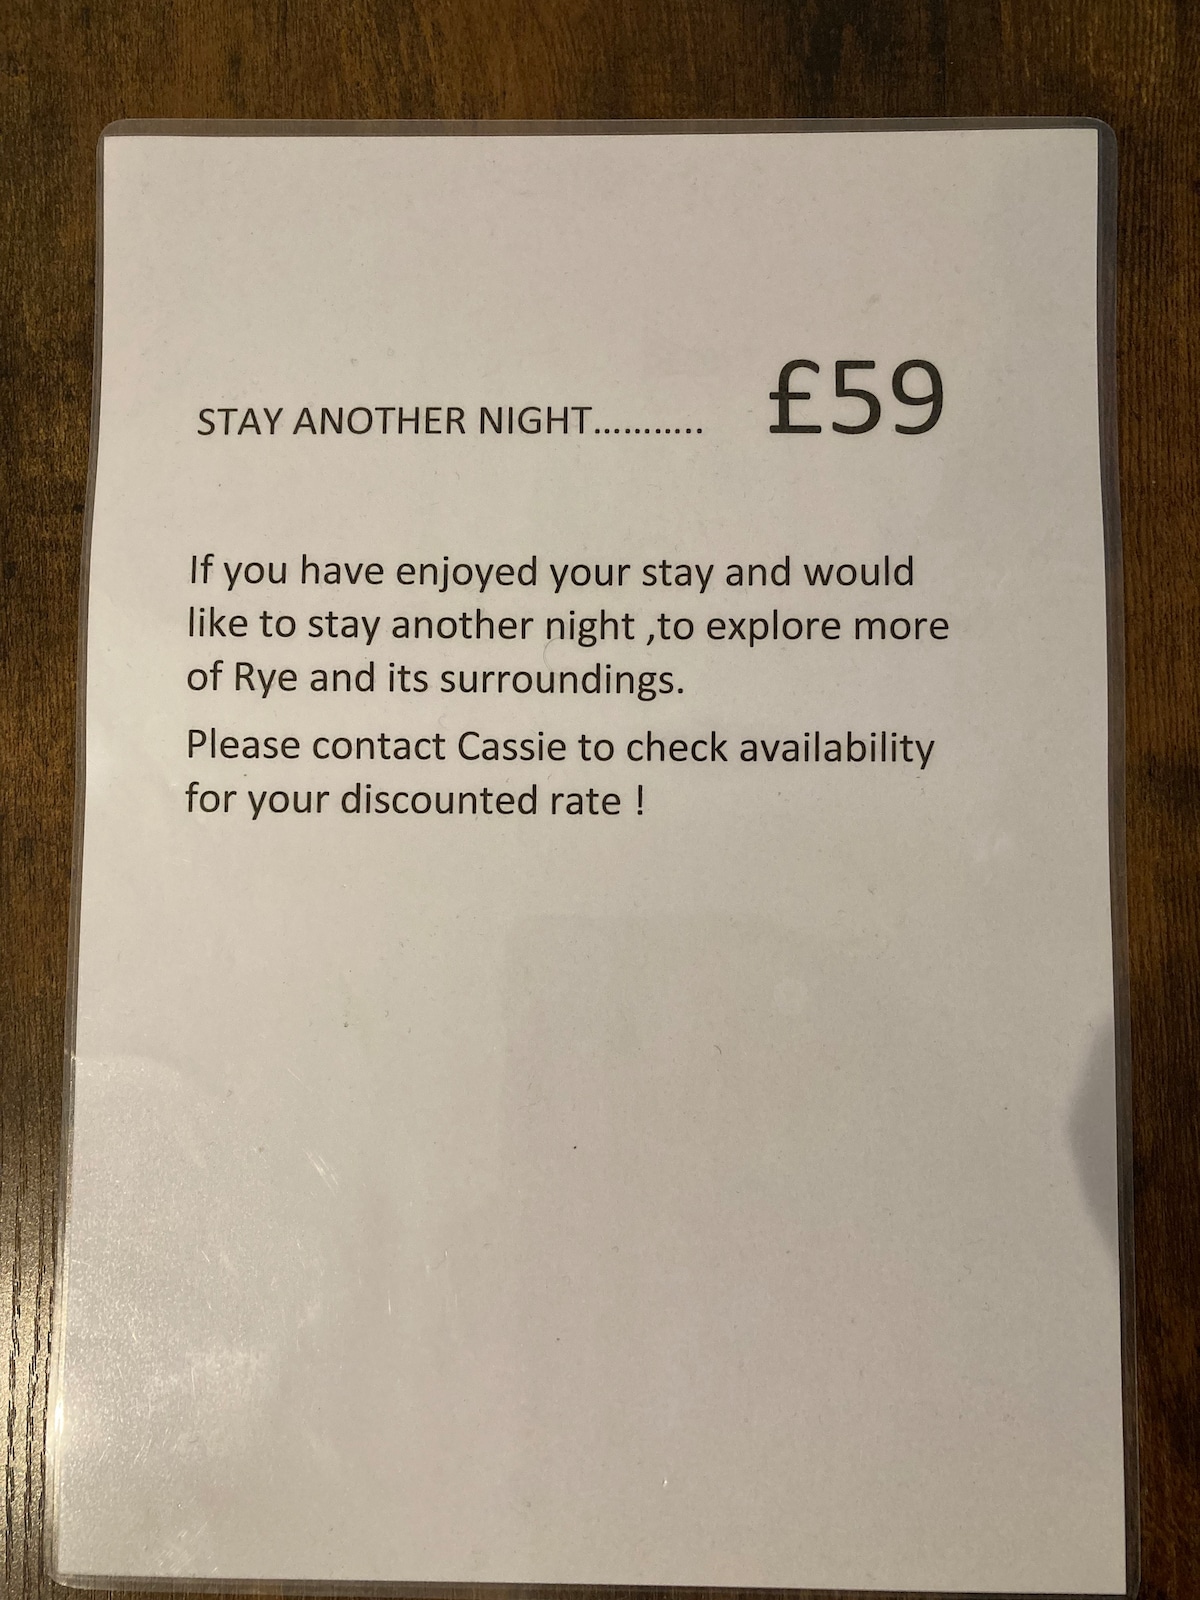 STAY ANOTHER NIGHT........... £59
If you have enjoyed your stay and would
like to stay another night ,to explore more
of Rye and its surroundings.
Please contact Cassie to check availability
for your discounted rate !